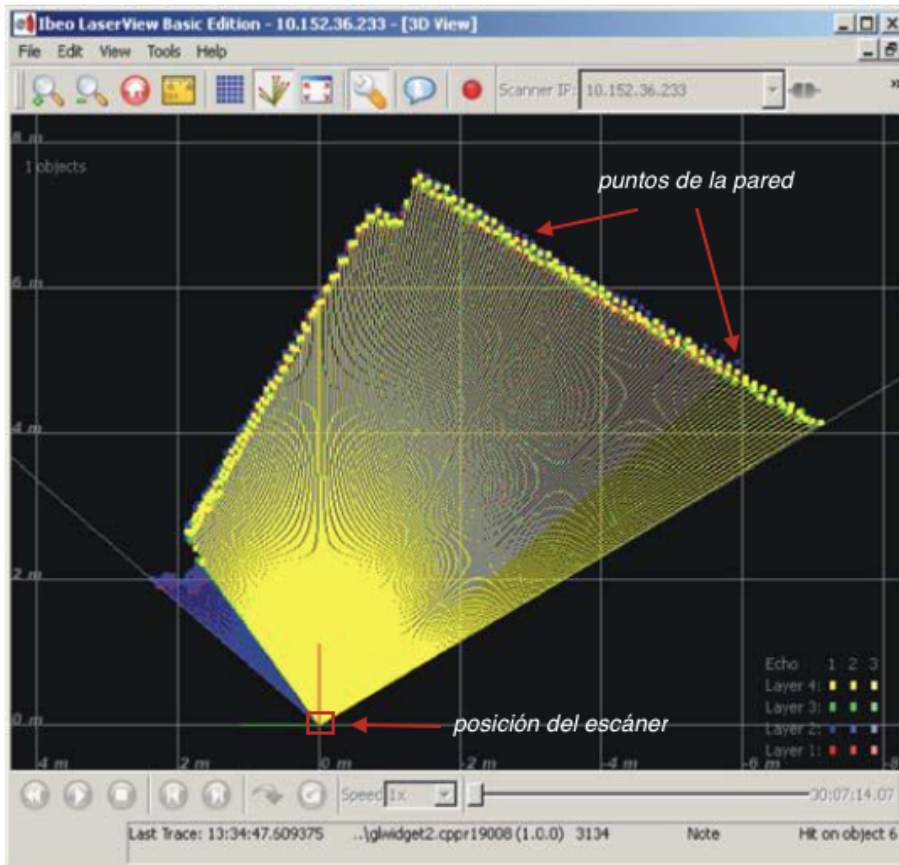 Ibeo LaserView Basic Edition - 10.152.36.233 - [3D View]
File Edit View Tools Help
Scanner IP: 10.152.36.233
8 m
1 objects
puntos de la pared
6 m
4 m
2 m
Echo 1 2 3
Layer 4:
Layer 3:
Layer 2:
Layer 1:
0 m
posición del escáner
4 m 2 m 0 m -2 m -4 m -6 m -8
Speed 1x 00:07:14.07
Last Trace: 13:34:47.609375 ..\glwidget2.cppr19008 (1.0.0) 3134 Note Hit on object 6